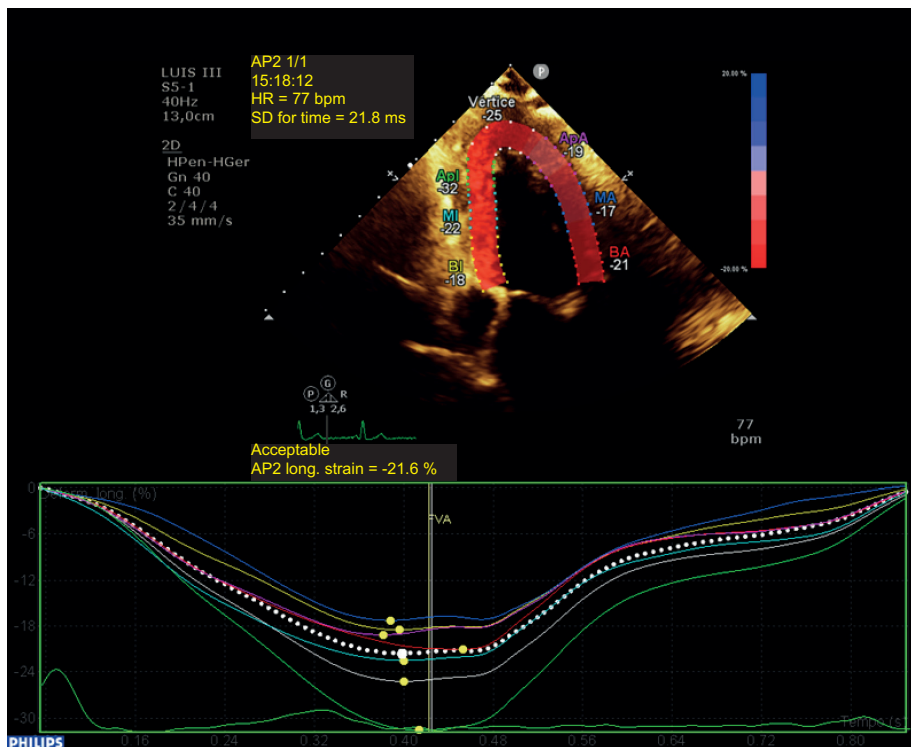 LUIS III
S5-1
40Hz
13,0cm
2D
HPen-HGer
Gn 40
C 40
2/4/4
35 mm/s
AP2 1/1
15:18:12
HR = 77 bpm
SD for time = 21.8 ms
P
20.00 %
-20.00 %
Vértice
-25
ApA
-19
ApI
-32
MA
-17
MI
-22
BA
-21
BI
-18
G
P R
1,3 2,6
77
bpm
Acceptable
AP2 long. strain = -21.6 %
Deform. long. (%)
FVA
0
-6
-12
-18
-24
-30
Tempo (s)
0.16 0.24 0.32 0.40 0.48 0.56 0.64 0.72 0.80
PHILIPS